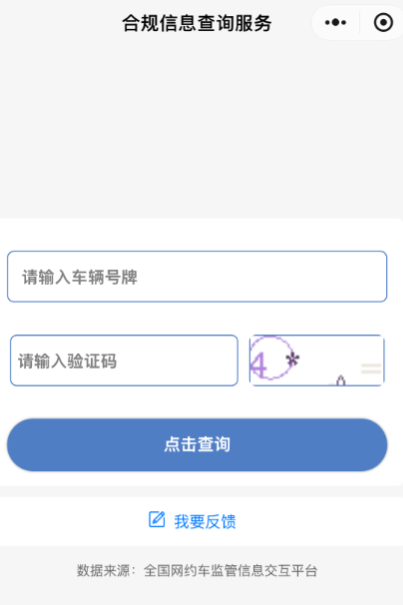 合规信息查询服务
请输入车辆号牌
请输入验证码
4 * =
点击查询
我要反馈
数据来源：全国网约车监管信息交互平台